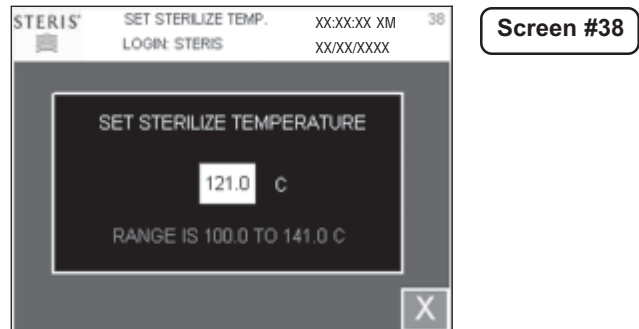 STERIS® SET STERILIZE TEMP. XX:XX:XX XM 38
LOGIN: STERIS XX/XX/XXXX
SET STERILIZE TEMPERATURE
121.0 C
RANGE IS 100.0 TO 141.0 C
X
Screen #38